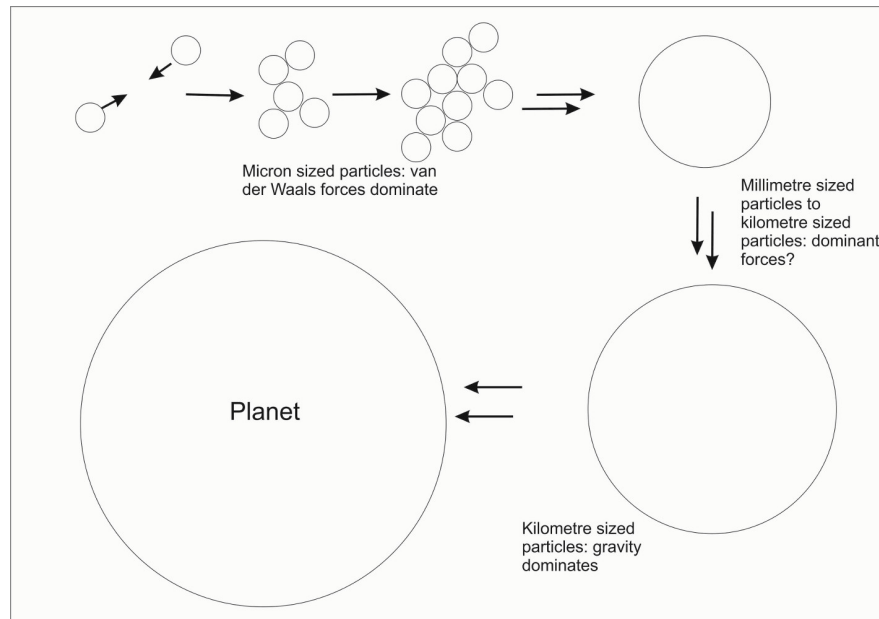 Micron sized particles: van
der Waals forces dominate
Millimetre sized
particles to
kilometre sized
particles: dominant
forces?
Planet
Kilometre sized
particles: gravity
dominates